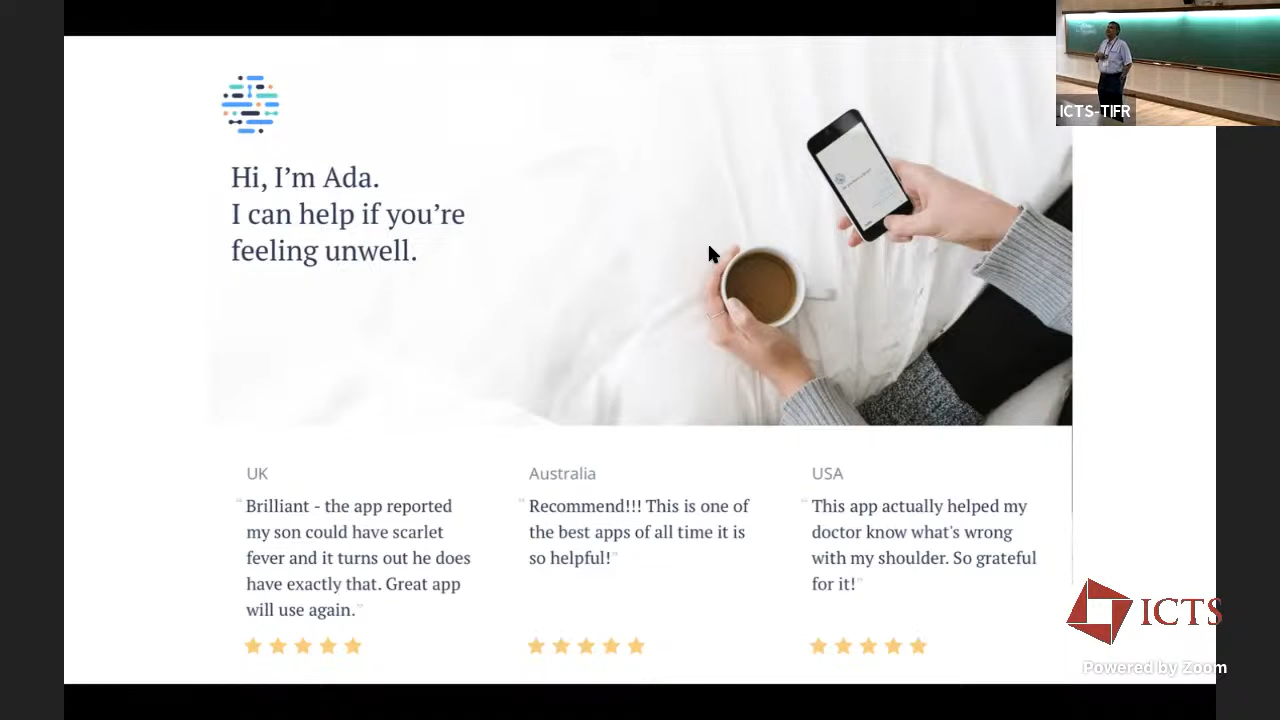 ICTS-TIFR
Hi, I’m Ada.
I can help if you’re
feeling unwell.
UK
"Brilliant - the app reported
my son could have scarlet
fever and it turns out he does
have exactly that. Great app
will use again."
Australia
"Recommend!!! This is one of
the best apps of all time it is
so helpful!"
USA
"This app actually helped my
doctor know what's wrong
with my shoulder. So grateful
for it!"
ICTS
Powered by Zoom